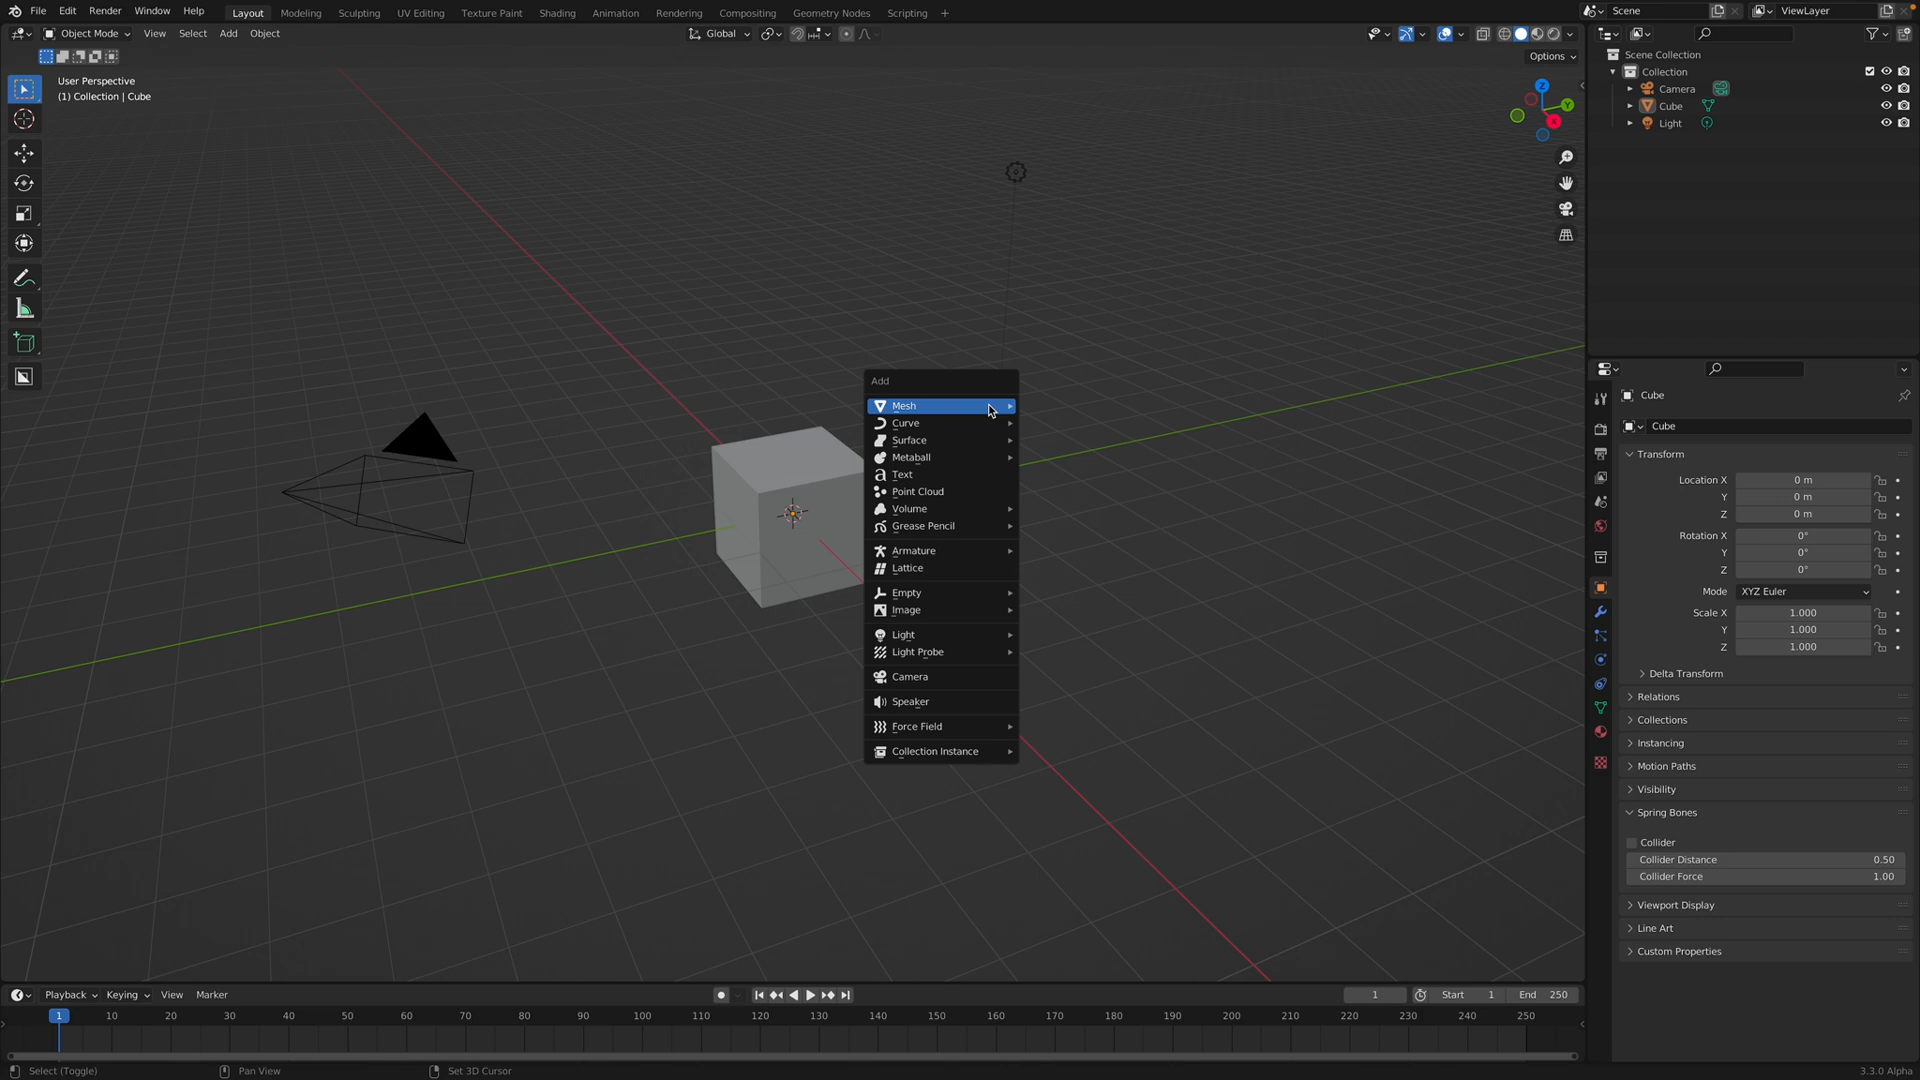 File Edit Render Window Help Layout Modeling Sculpting UV Editing Texture Paint Shading Animation Rendering Compositing Geometry Nodes Scripting + Scene ViewLayer
Object Mode View Select Add Object Global
Options
User Perspective
(1) Collection | Cube
Z
Y
X
Add
Mesh
Curve
Surface
Metaball
Text
Point Cloud
Volume
Grease Pencil
Armature
Lattice
Empty
Image
Light
Light Probe
Camera
Speaker
Force Field
Collection Instance
Scene Collection
Collection
Camera
Cube
Light
Cube
Cube
Transform
Location X 0 m
Y 0 m
Z 0 m
Rotation X 0°
Y 0°
Z 0°
Mode XYZ Euler
Scale X 1.000
Y 1.000
Z 1.000
Delta Transform
Relations
Collections
Instancing
Motion Paths
Visibility
Spring Bones
Collider
Collider Distance 0.50
Collider Force 1.00
Viewport Display
Line Art
Custom Properties
Playback Keying View Marker 1 Start 1 End 250
1 10 20 30 40 50 60 70 80 90 100 110 120 130 140 150 160 170 180 190 200 210 220 230 240 250
Select (Toggle) Pan View Set 3D Cursor 3.3.0 Alpha